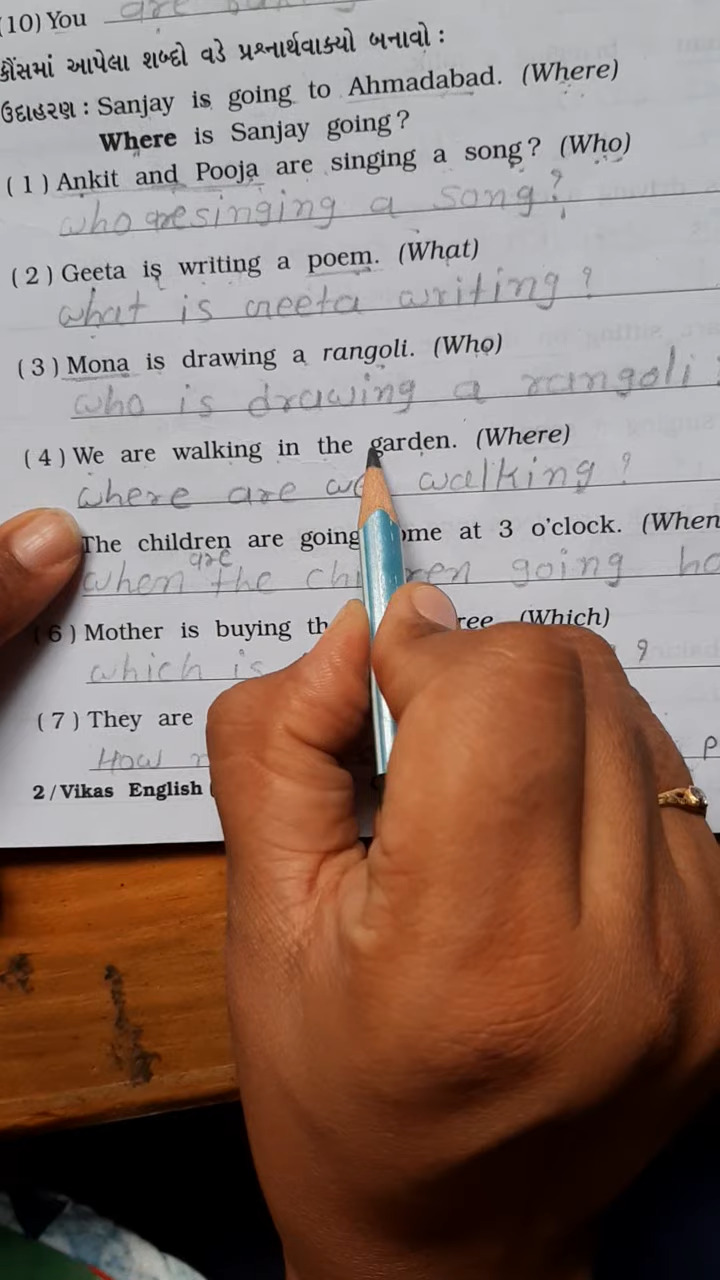 (10) You are
કૌંસમાં આપેલા શબ્દો વડે પ્રશ્નાર્થવાક્યો બનાવો :
ઉદાહરણ : Sanjay is going to Ahmadabad. (Where)
Where is Sanjay going?
(1) Ankit and Pooja are singing a song? (Who)
who are singing a song?
(2) Geeta is writing a poem. (What)
what is Geeta writing?
(3) Mona is drawing a rangoli. (Who)
who is drawing a rangoli
(4) We are walking in the garden. (Where)
where are we walking?
The children are going at 3 o'clock. (When
when are the going
6) Mother is buying (Which)
which is ?
(7) They are
How
2/Vikas English